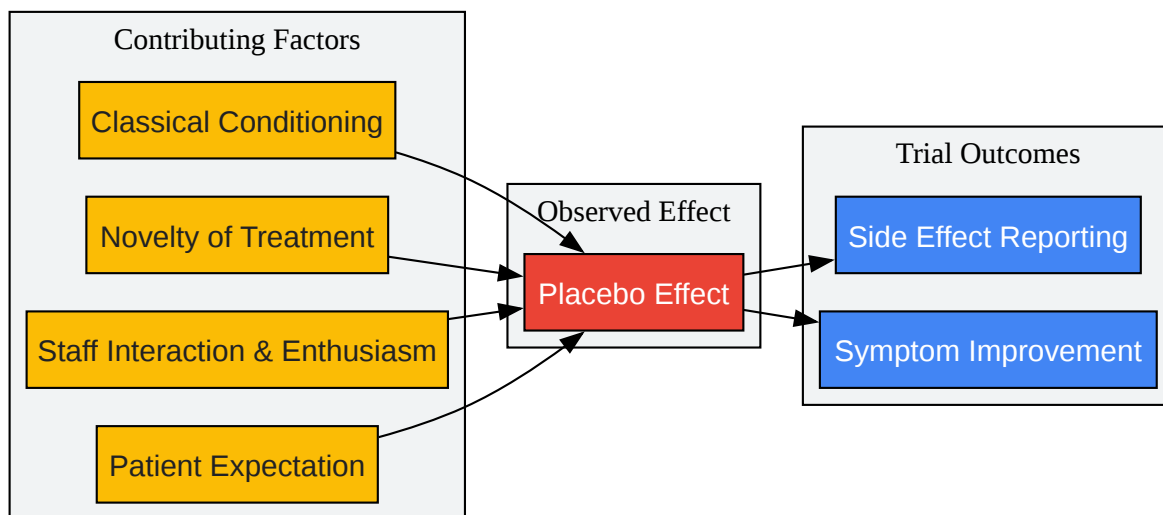 Contributing Factors
Classical Conditioning
Novelty of Treatment
Staff Interaction & Enthusiasm
Patient Expectation
Observed Effect
Placebo Effect
Trial Outcomes
Side Effect Reporting
Symptom Improvement